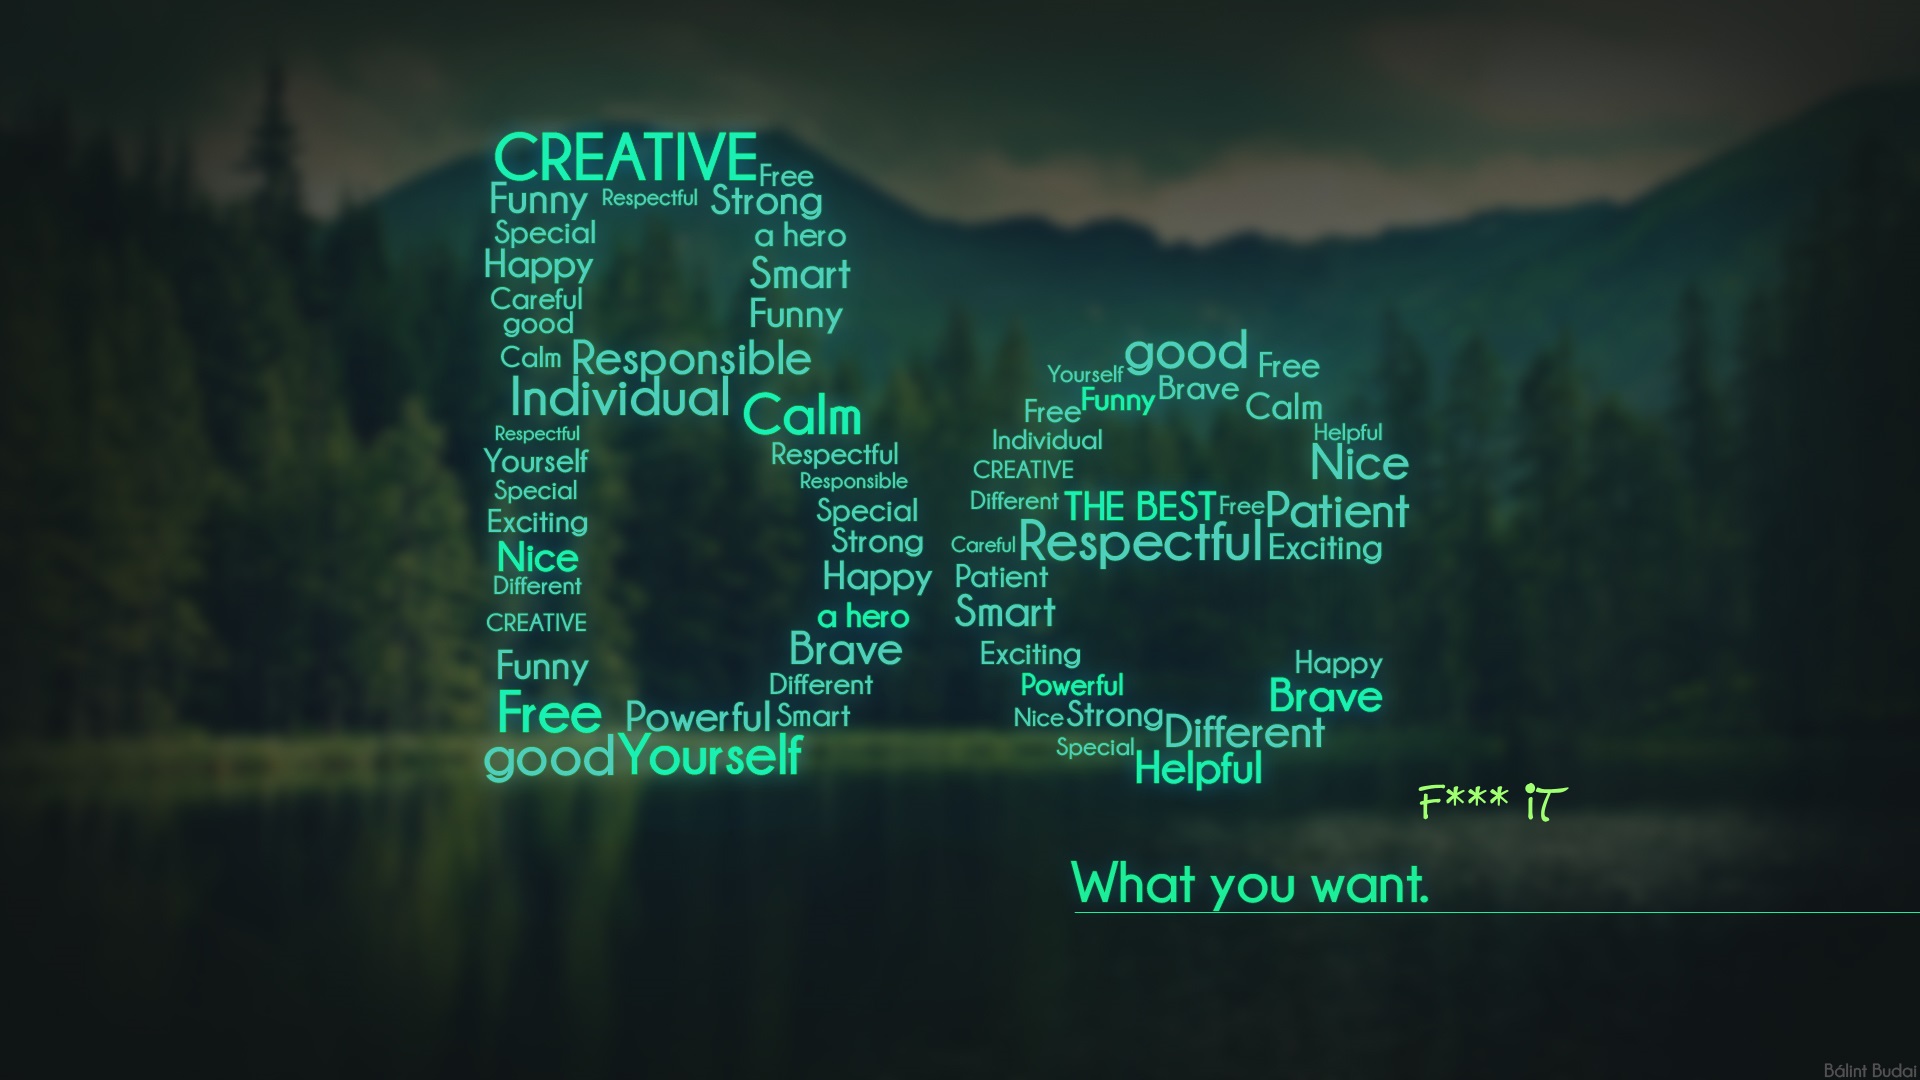 CREATIVE Free
Funny Respectful Strong
Special a hero
Happy Smart
Careful
good Funny
Calm Responsible
Individual Calm
Respectful
Yourself Respectful
Special Responsible
Exciting Special
Nice Strong
Different Happy
CREATIVE a hero
Funny Brave
Different
Free Powerful Smart
good Yourself
good Free
Yourself Brave
Free Funny Calm
Individual Helpful
CREATIVE Nice
Different THE BEST Free Patient
Careful Respectful Exciting
Patient
Smart
Exciting Happy
Powerful Brave
Nice Strong Different
Special Helpful
F*** iT
What you want.
Bálint Budai